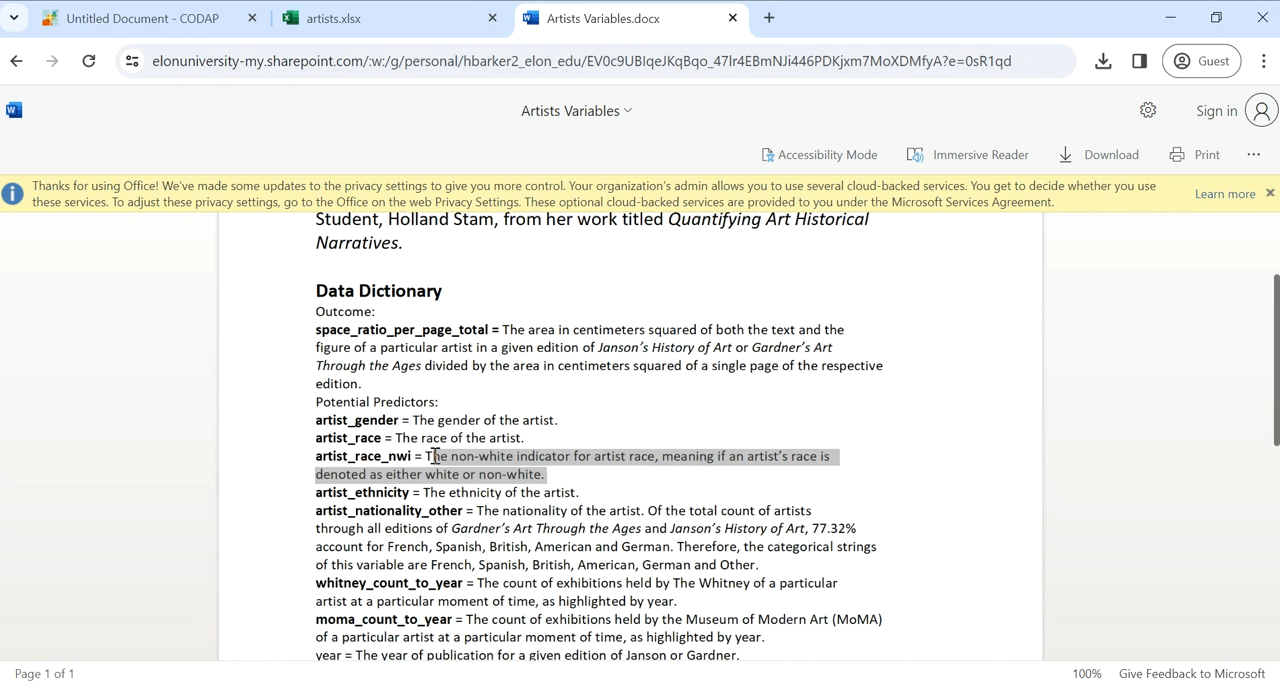 Untitled Document - CODAP
artists.xlsx
Artists Variables.docx
elonuniversity-my.sharepoint.com/:w:/g/personal/hbarker2_elon_edu/EV0c9UBIqeJKqBqo_47Ir4EBmNJi446PDKjxm7MoXDMfyA?e=0sR1qd
Guest
Artists Variables
Sign in
Accessibility Mode
Immersive Reader
Download
Print
Thanks for using Office! We've made some updates to the privacy settings to give you more control. Your organization's admin allows you to use several cloud-backed services. You get to decide whether you use
these services. To adjust these privacy settings, go to the Office on the web Privacy Settings. These optional cloud-backed services are provided to you under the Microsoft Services Agreement.
Learn more
Student, Holland Stam, from her work titled Quantifying Art Historical
Narratives.
Data Dictionary
Outcome:
space_ratio_per_page_total = The area in centimeters squared of both the text and the
figure of a particular artist in a given edition of Janson's History of Art or Gardner's Art
Through the Ages divided by the area in centimeters squared of a single page of the respective
edition.
Potential Predictors:
artist_gender = The gender of the artist.
artist_race = The race of the artist.
artist_race_nwi = The non-white indicator for artist race, meaning if an artist's race is
denoted as either white or non-white.
artist_ethnicity = The ethnicity of the artist.
artist_nationality_other = The nationality of the artist. Of the total count of artists
through all editions of Gardner's Art Through the Ages and Janson's History of Art, 77.32%
account for French, Spanish, British, American and German. Therefore, the categorical strings
of this variable are French, Spanish, British, American, German and Other.
whitney_count_to_year = The count of exhibitions held by The Whitney of a particular
artist at a particular moment of time, as highlighted by year.
moma_count_to_year = The count of exhibitions held by the Museum of Modern Art (MoMA)
of a particular artist at a particular moment of time, as highlighted by year.
year = The year of publication for a given edition of Janson or Gardner.
Page 1 of 1
100%
Give Feedback to Microsoft